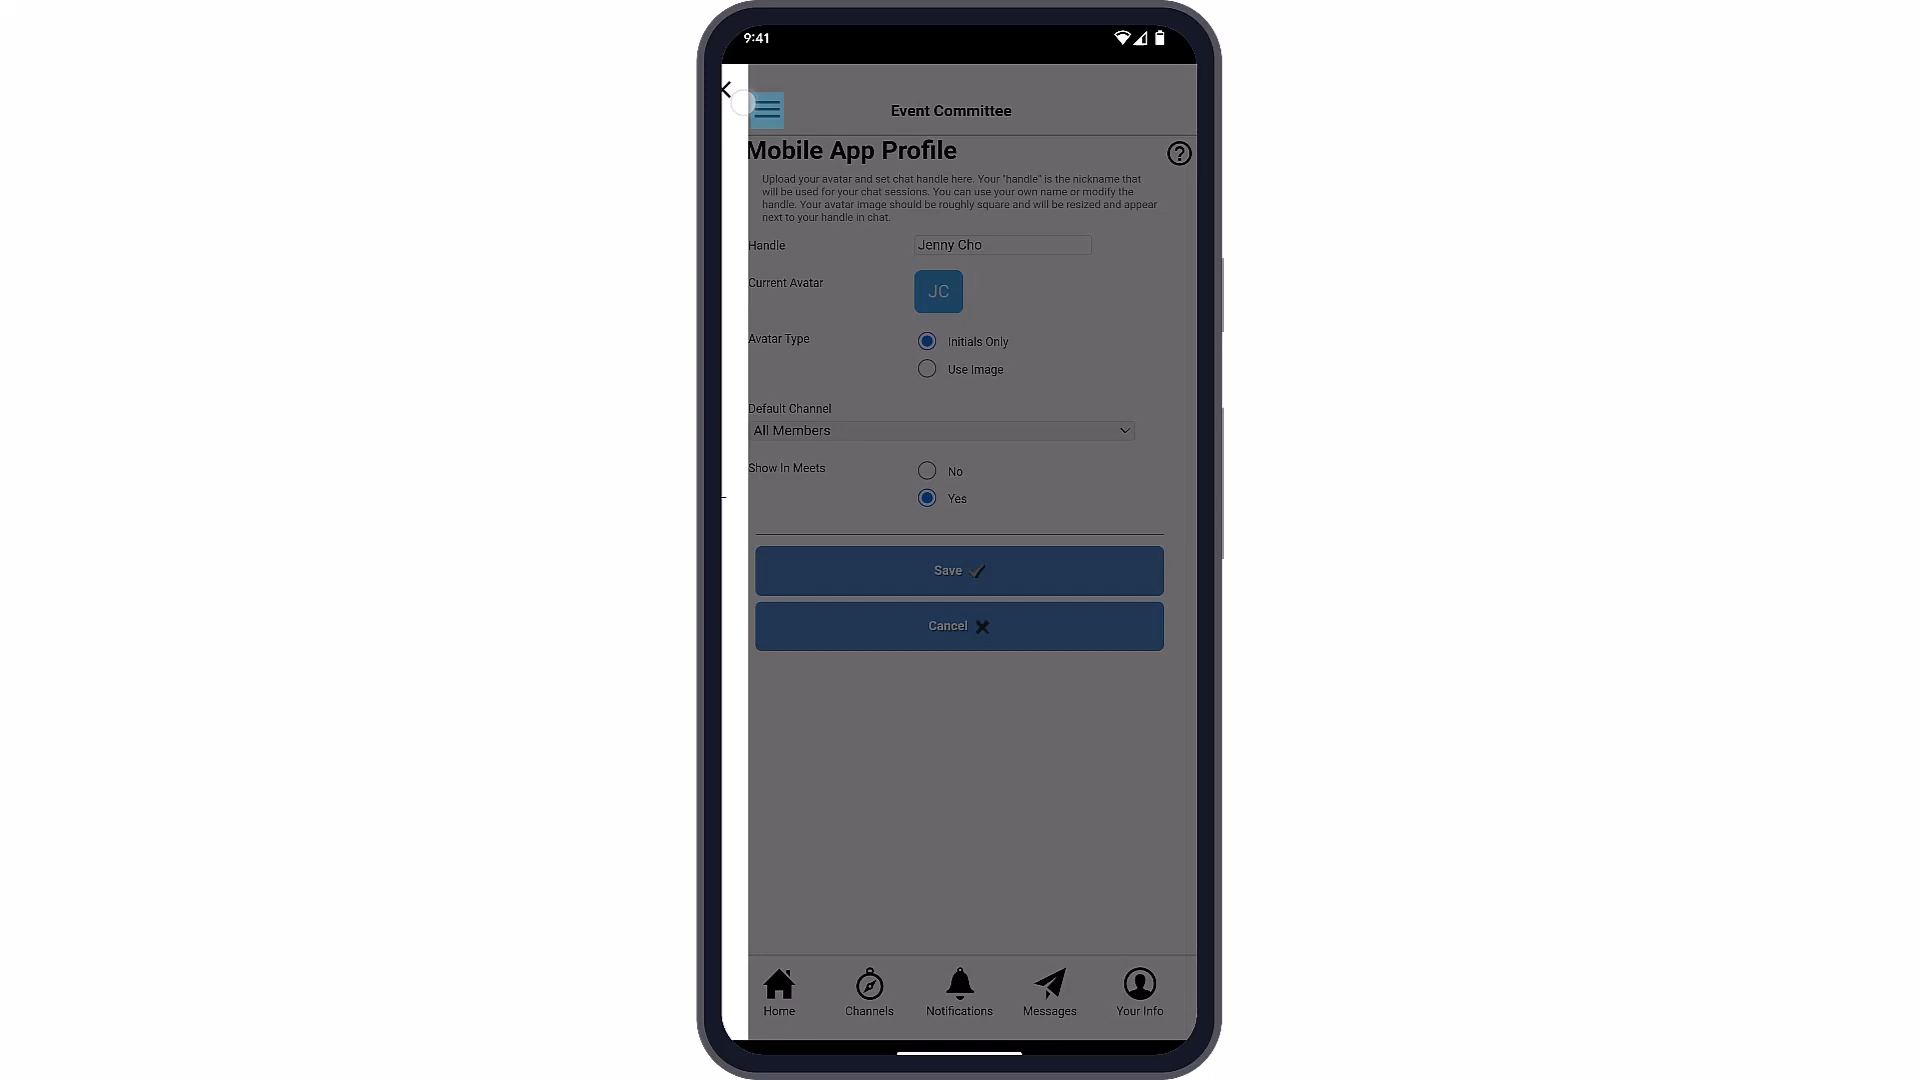 9:41
Event Committee
Mobile App Profile
Upload your avatar and set chat handle here. Your "handle" is the nickname that
will be used for your chat sessions. You can use your own name or modify the
handle. Your avatar image should be roughly square and will be resized and appear
next to your handle in chat.
Handle
Jenny Cho
Current Avatar
JC
Avatar Type
Initials Only
Use Image
Default Channel
All Members
Show In Meets
No
Yes
Save
Cancel
Home
Channels
Notifications
Messages
Your Info